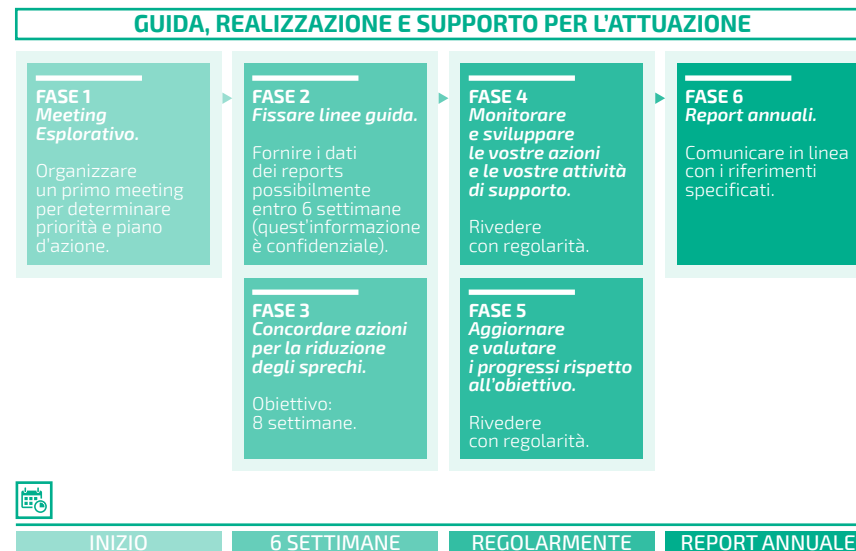 GUIDA, REALIZZAZIONE E SUPPORTO PER L'ATTUAZIONE
FASE 1
Meeting
Esplorativo.
Organizzare
un primo meeting
per determinare
priorità e piano
d'azione.
FASE 2
Fissare linee guida.
Fornire i dati
dei reports
possibilmente
entro 6 settimane
(quest'informazione
è confidenziale).
FASE 3
Concordare azioni
per la riduzione
degli sprechi.
Obiettivo:
8 settimane.
FASE 4
Monitorare
e sviluppare
le vostre azioni
e le vostre attività
di supporto.
Rivedere
con regolarità.
FASE 5
Aggiornare
e valutare
i progressi rispetto
all'obiettivo.
Rivedere
con regolarità.
FASE 6
Report annuali.
Comunicare in linea
con i riferimenti
specificati.
INIZIO
6 SETTIMANE
REGOLARMENTE
REPORT ANNUALE